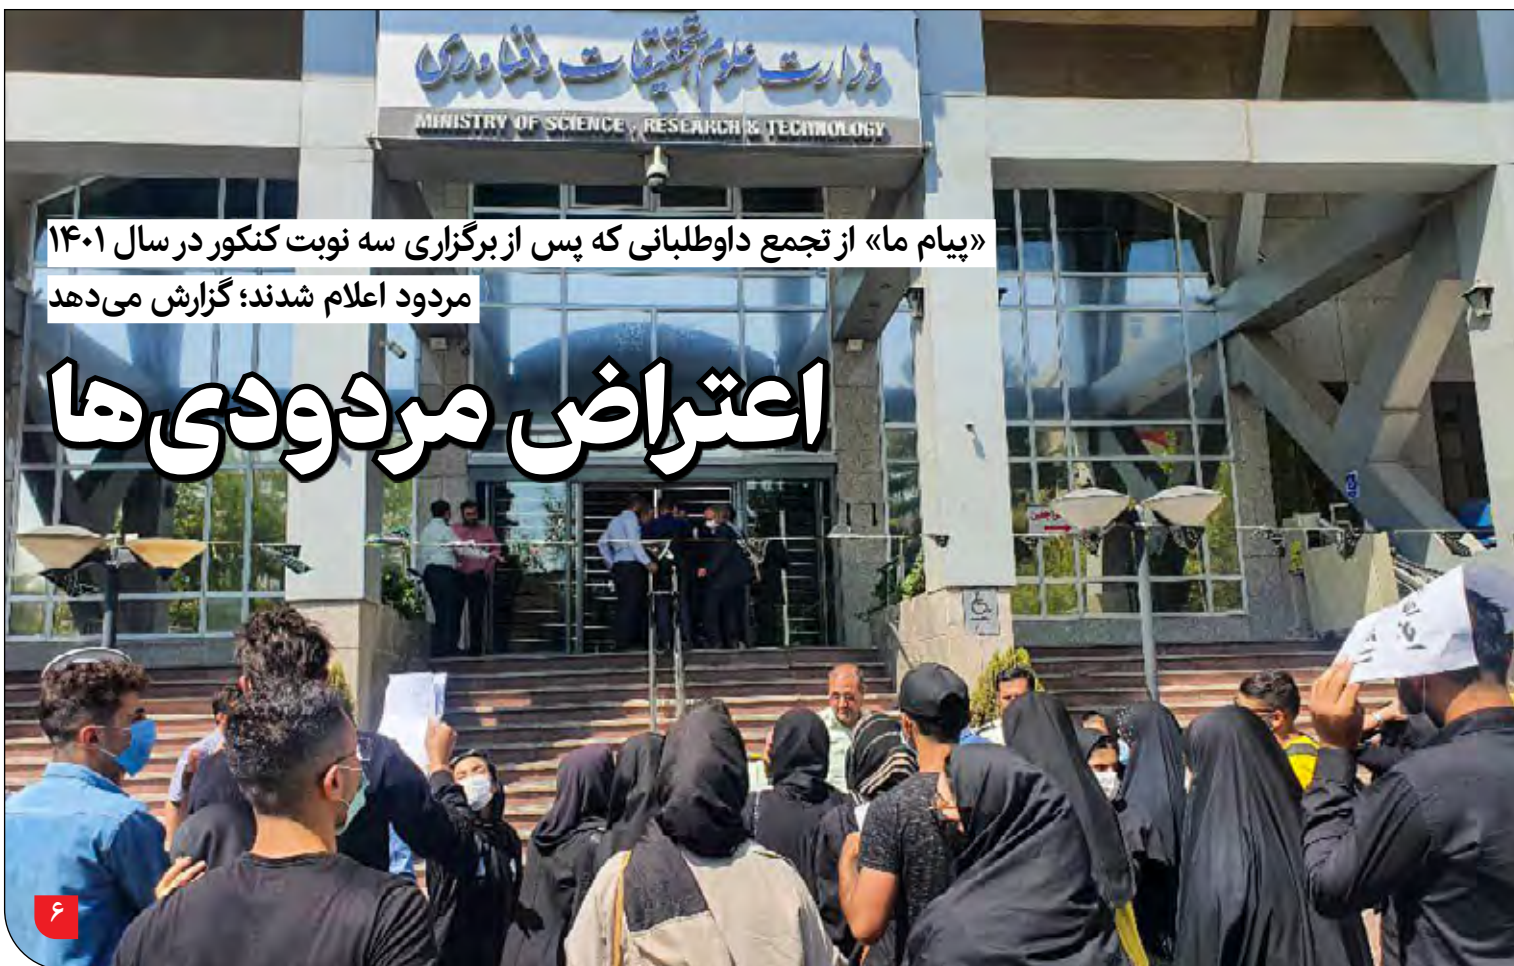 وزارت علوم تحقیقات و فناوری
MINISTRY OF SCIENCE , RESEARCH & TECHNOLOGY
«پیام ما» از تجمع داوطلبانی که پس از برگزاری سه نوبت کنکور در سال ۱۴۰۱
مردود اعلام شدند؛ گزارش می‌دهد
اعتراض مردودی‌ها
۶